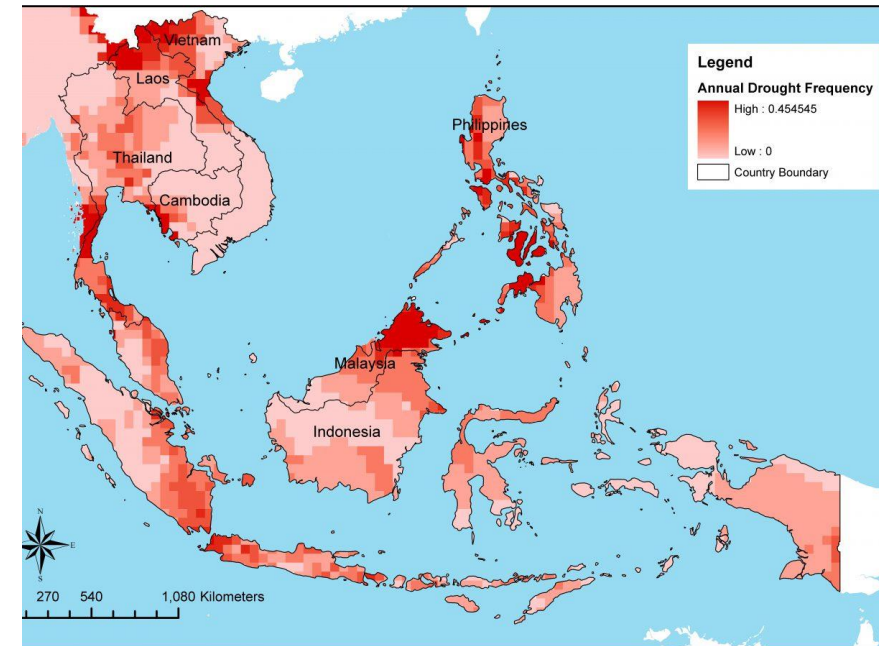 Vietnam
Laos
Thailand
Cambodia
Philippines
Malaysia
Indonesia
Legend
Annual Drought Frequency
High : 0.454545
Low : 0
Country Boundary
N
E
S
270 540 1,080 Kilometers